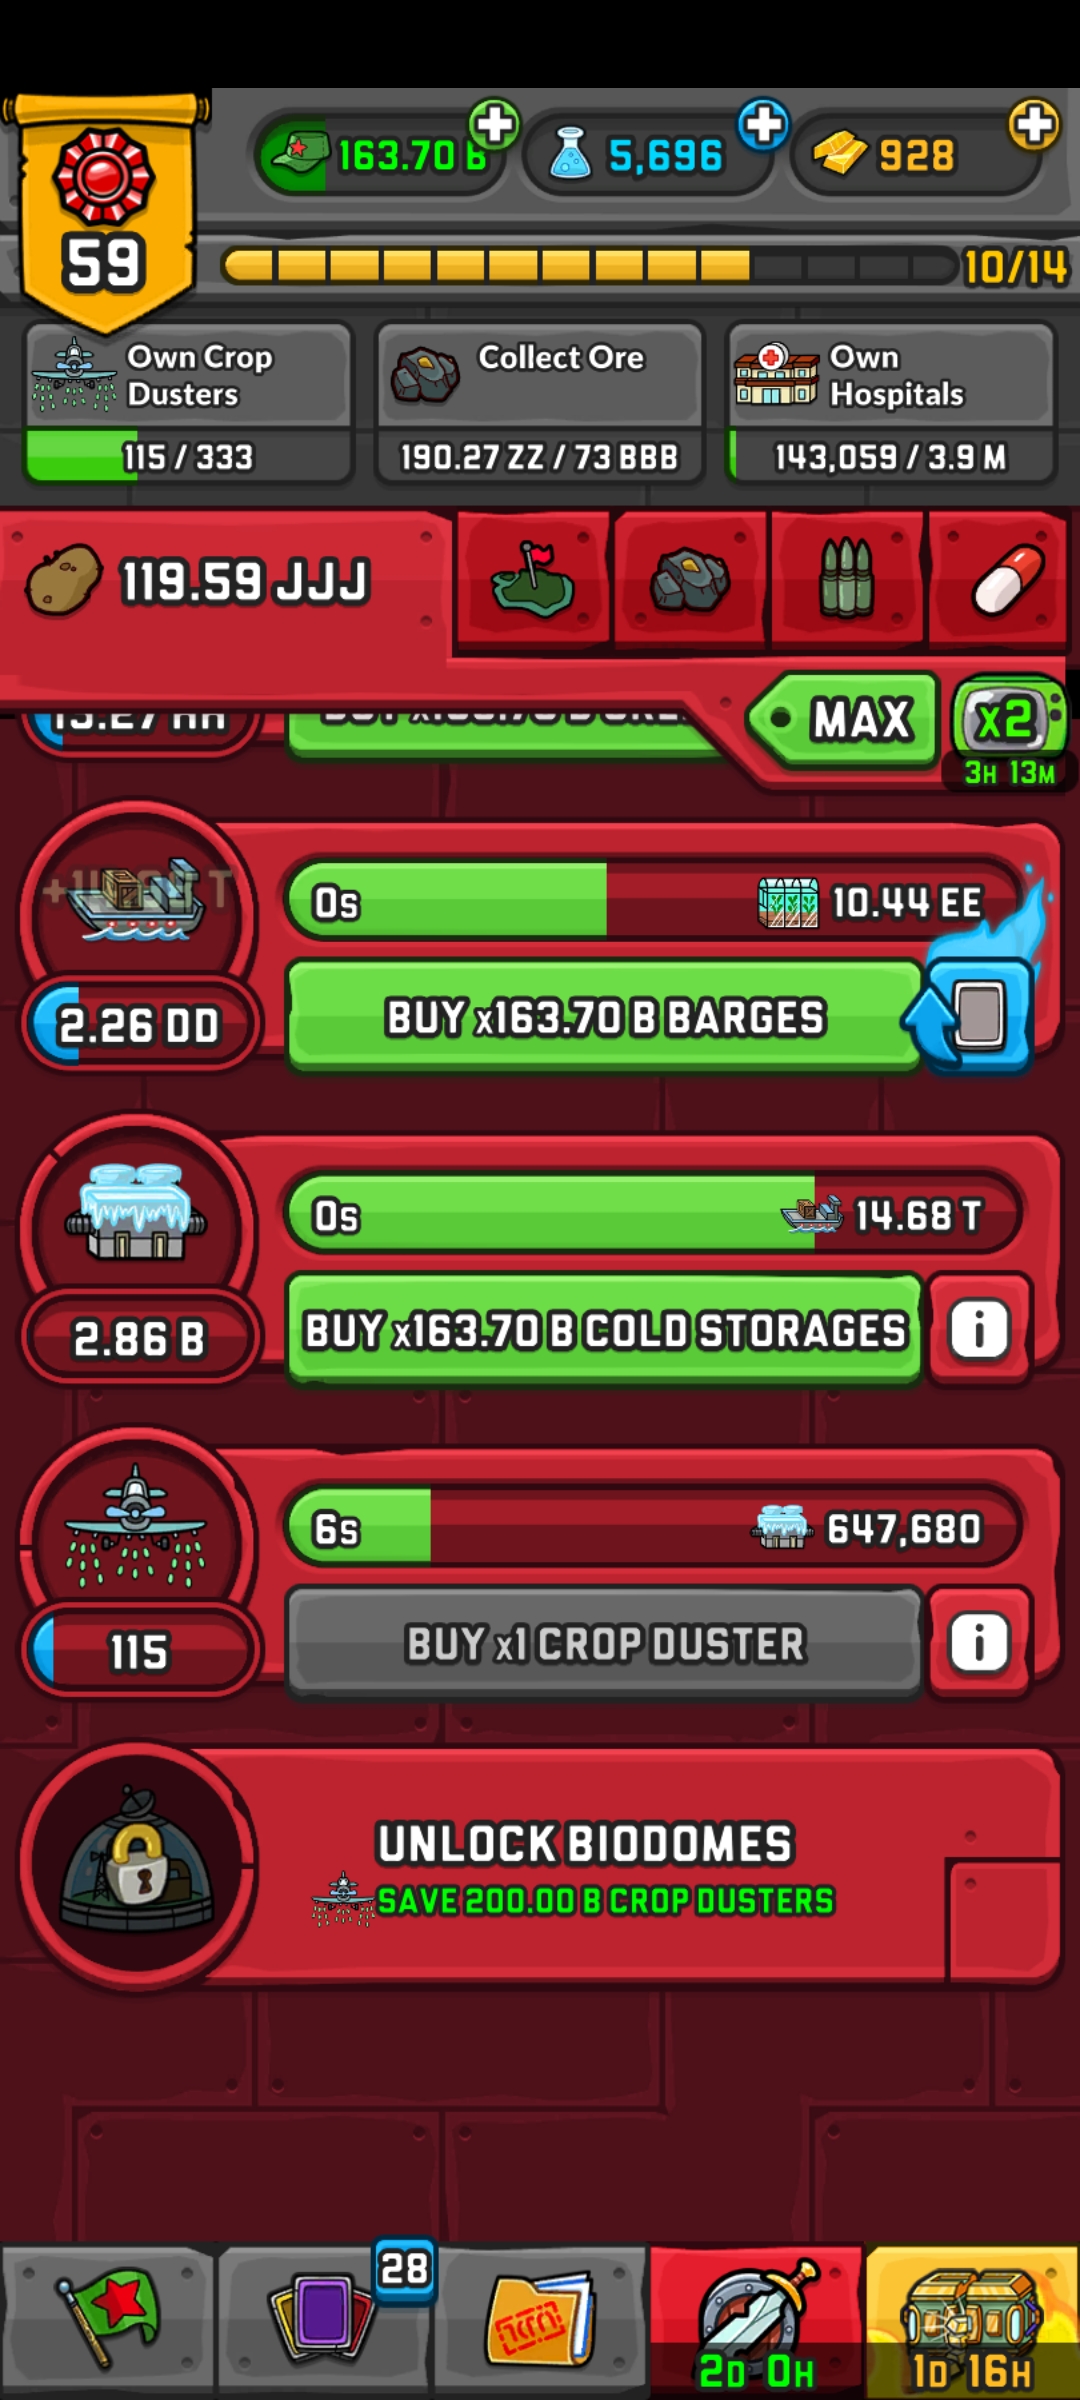 163.70 B
5,696
928
59
10/14
Own Crop
Dusters
115 / 333
Collect Ore
190.27 ZZ / 73 BBB
Own
Hospitals
143,059 / 3.9 M
119.59 JJJ
MAX
x2
3H 13M
0s
10.44 EE
2.26 DD
BUY x163.70 B BARGES
0s
14.68 T
2.86 B
BUY x163.70 B COLD STORAGES
i
6s
647,680
115
BUY x1 CROP DUSTER
i
UNLOCK BIODOMES
SAVE 200.00 B CROP DUSTERS
28
2D 0H
1D 16H